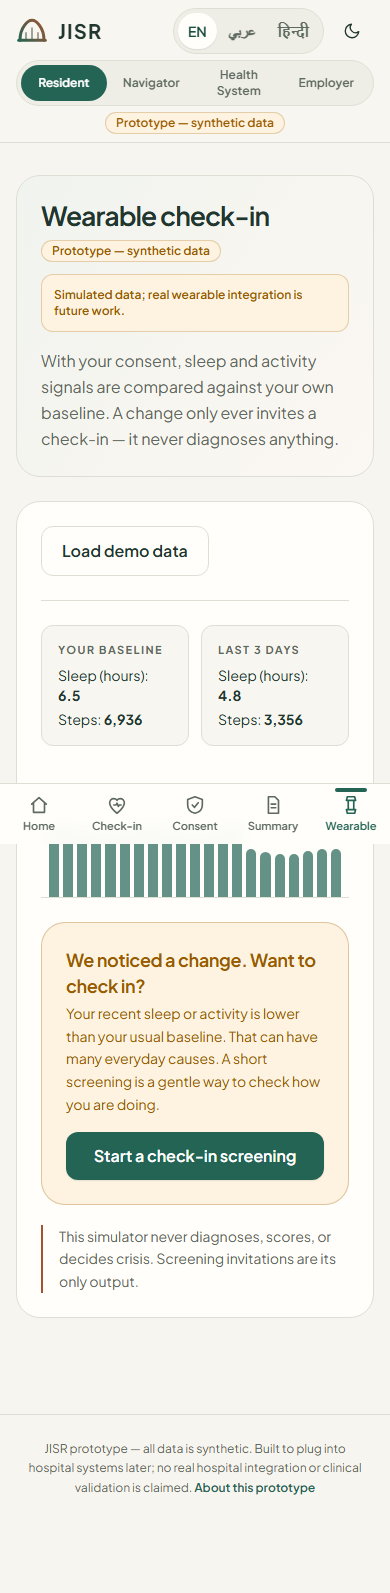 JISR
EN
عربي
हिन्दी
Resident
Navigator
Health
System
Employer
Prototype — synthetic data
Wearable check-in
Prototype — synthetic data
Simulated data; real wearable integration is
future work.
With your consent, sleep and activity
signals are compared against your own
baseline. A change only ever invites a
check-in — it never diagnoses anything.
Load demo data
YOUR BASELINE
Sleep (hours):
6.5
Steps: 6,936
LAST 3 DAYS
Sleep (hours):
4.8
Steps: 3,356
Home
Check-in
Consent
Summary
Wearable
We noticed a change. Want to
check in?
Your recent sleep or activity is lower
than your usual baseline. That can have
many everyday causes. A short
screening is a gentle way to check how
you are doing.
Start a check-in screening
This simulator never diagnoses, scores, or
decides crisis. Screening invitations are its
only output.
JISR prototype — all data is synthetic. Built to plug into
hospital systems later; no real hospital integration or clinical
validation is claimed. About this prototype